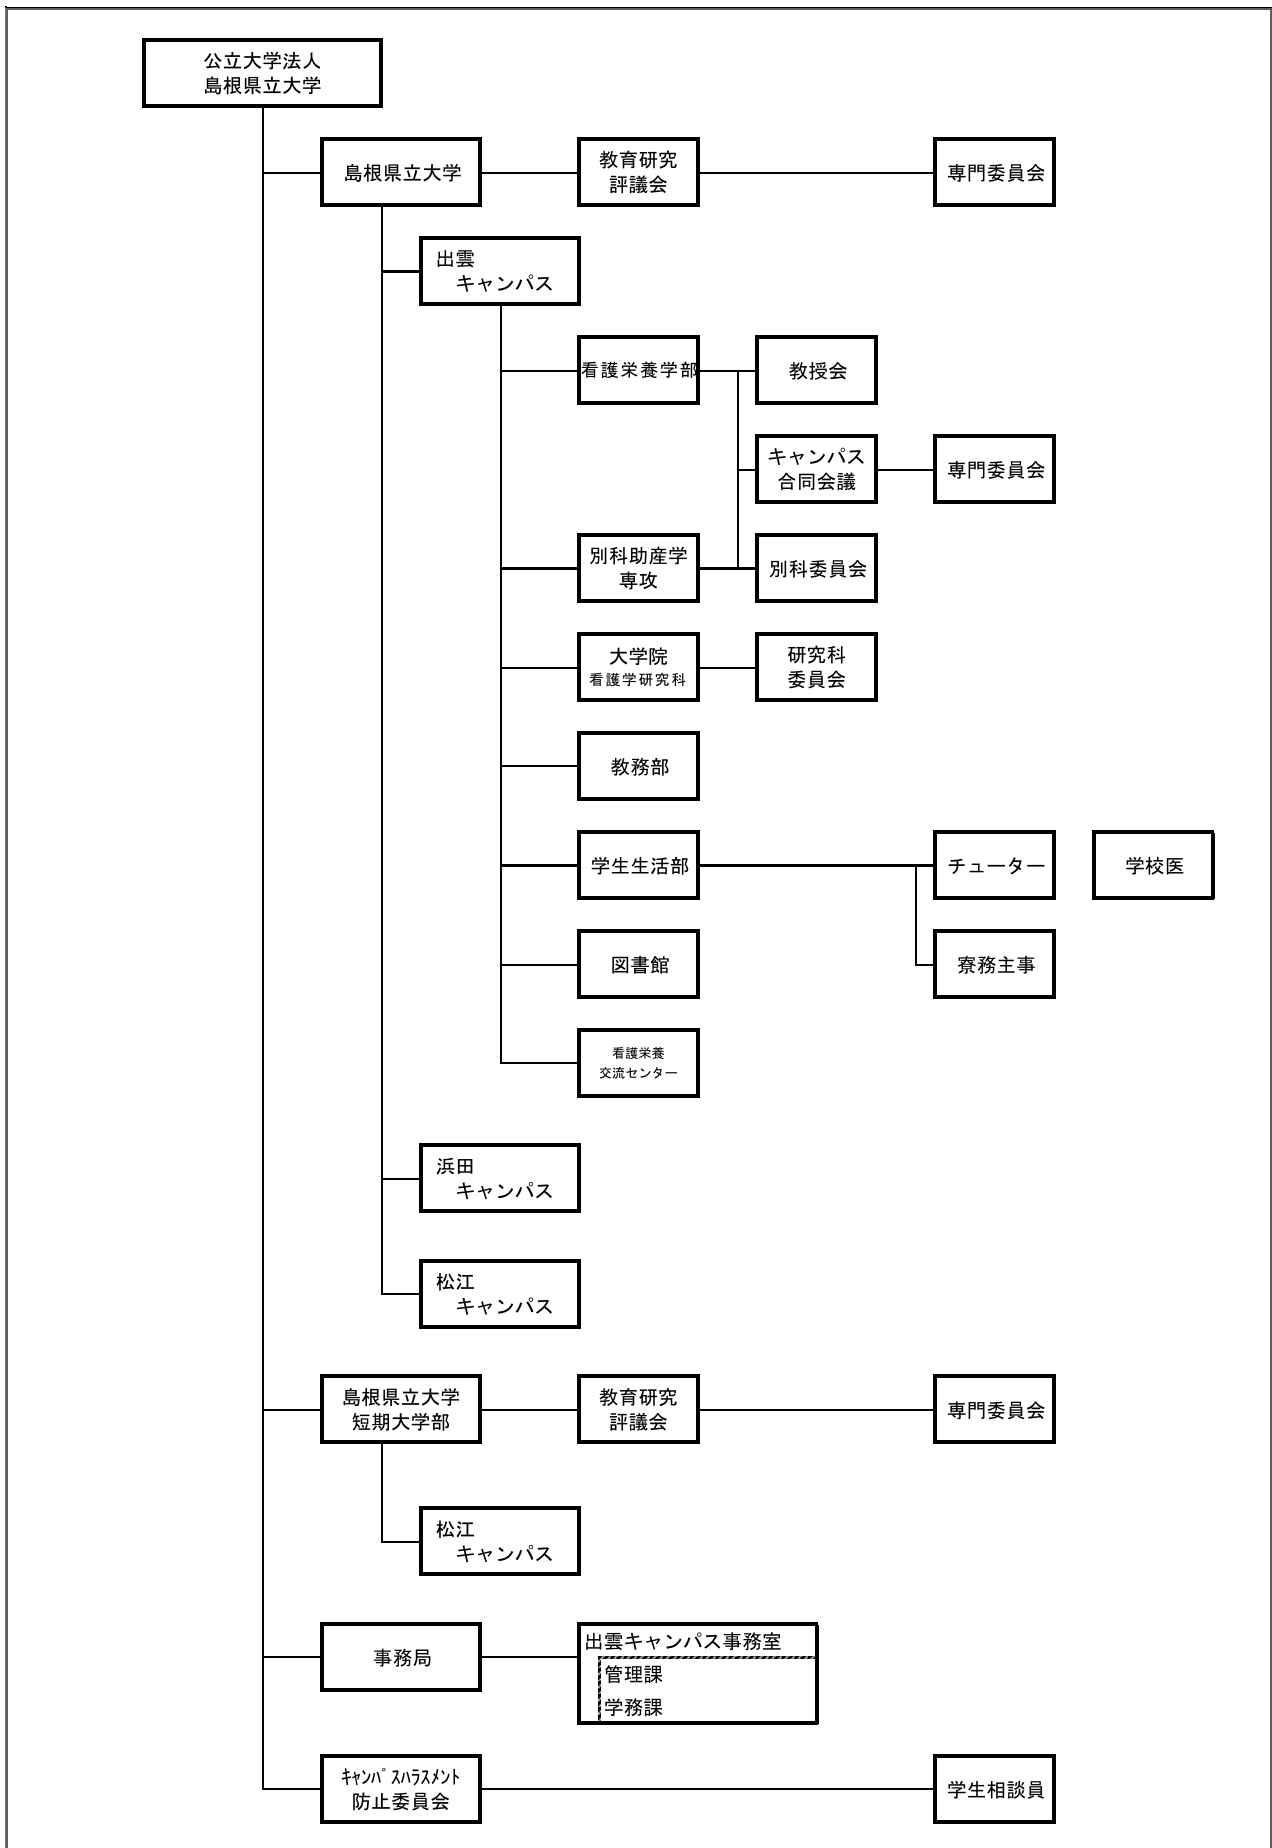 公立大学法人
島根県立大学
島根県立大学
教育研究
評議会
専門委員会
出雲
キャンパス
看護栄養学部
教授会
キャンパス
合同会議
専門委員会
別科助産学
専攻
別科委員会
大学院
看護学研究科
研究科
委員会
教務部
学生生活部
チューター
学校医
図書館
寮務主事
看護栄養
交流センター
浜田
キャンパス
松江
キャンパス
島根県立大学
短期大学部
教育研究
評議会
専門委員会
松江
キャンパス
事務局
出雲キャンパス事務室
管理課
学務課
ｷｬﾝﾊﾟｽﾊﾗｽﾒﾝﾄ
防止委員会
学生相談員